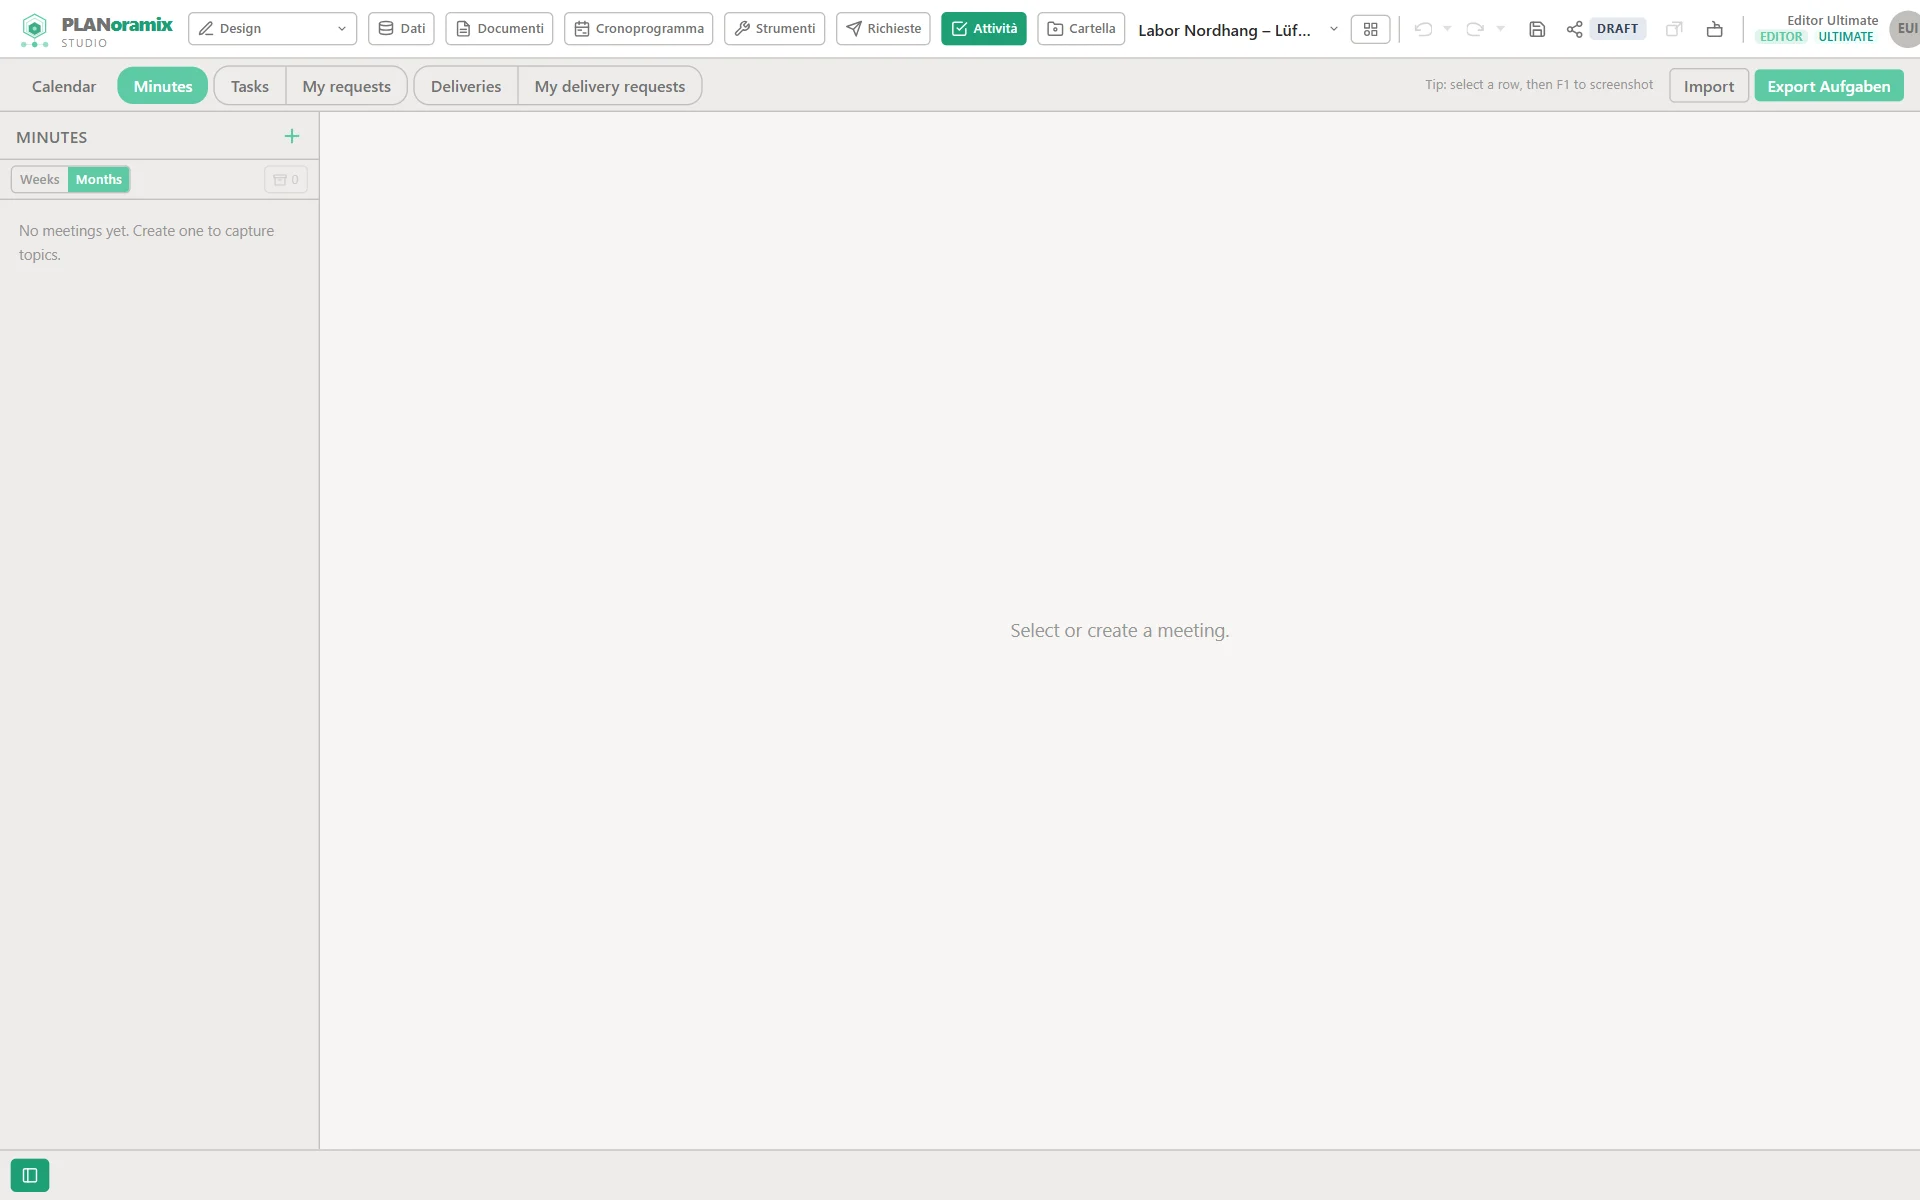 PLANoramix
STUDIO
Design
Dati
Documenti
Cronoprogramma
Strumenti
Richieste
Attività
Cartella
Labor Nordhang – Lüf...
DRAFT
Editor Ultimate
EDITOR ULTIMATE
EUI
Calendar
Minutes
Tasks
My requests
Deliveries
My delivery requests
Tip: select a row, then F1 to screenshot
Import
Export Aufgaben
MINUTES
Weeks
Months
0
No meetings yet. Create one to capture
topics.
Select or create a meeting.